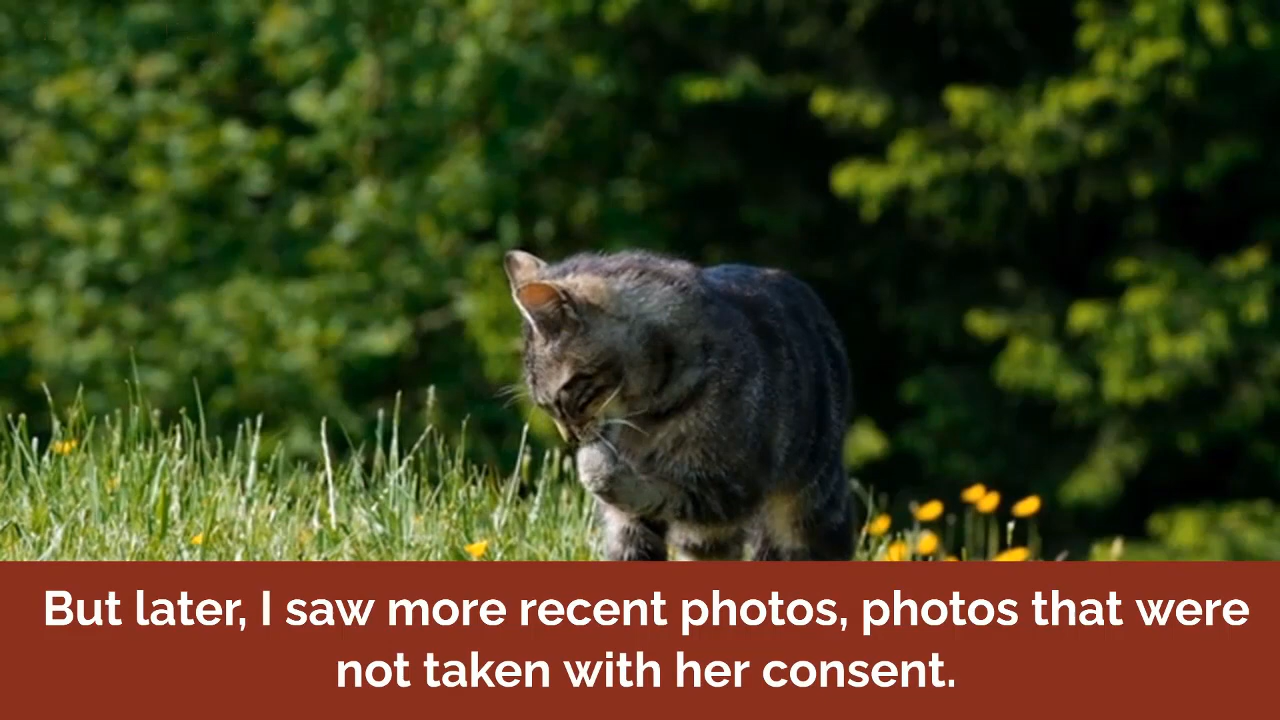 But later, I saw more recent photos, photos that were
not taken with her consent.